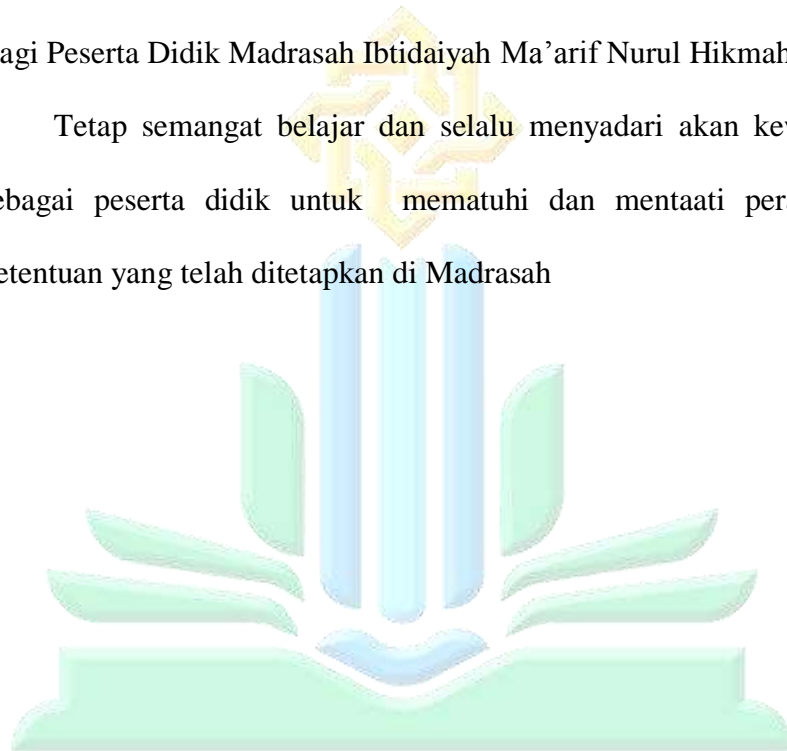 agi Peserta Didik Madrasah Ibtidaiyah Ma’arif Nurul Hikmah
Tetap semangat belajar dan selalu menyadari akan
ebagai peserta didik untuk mematuhi dan mentaati per
etentuan yang telah ditetapkan di Madrasah